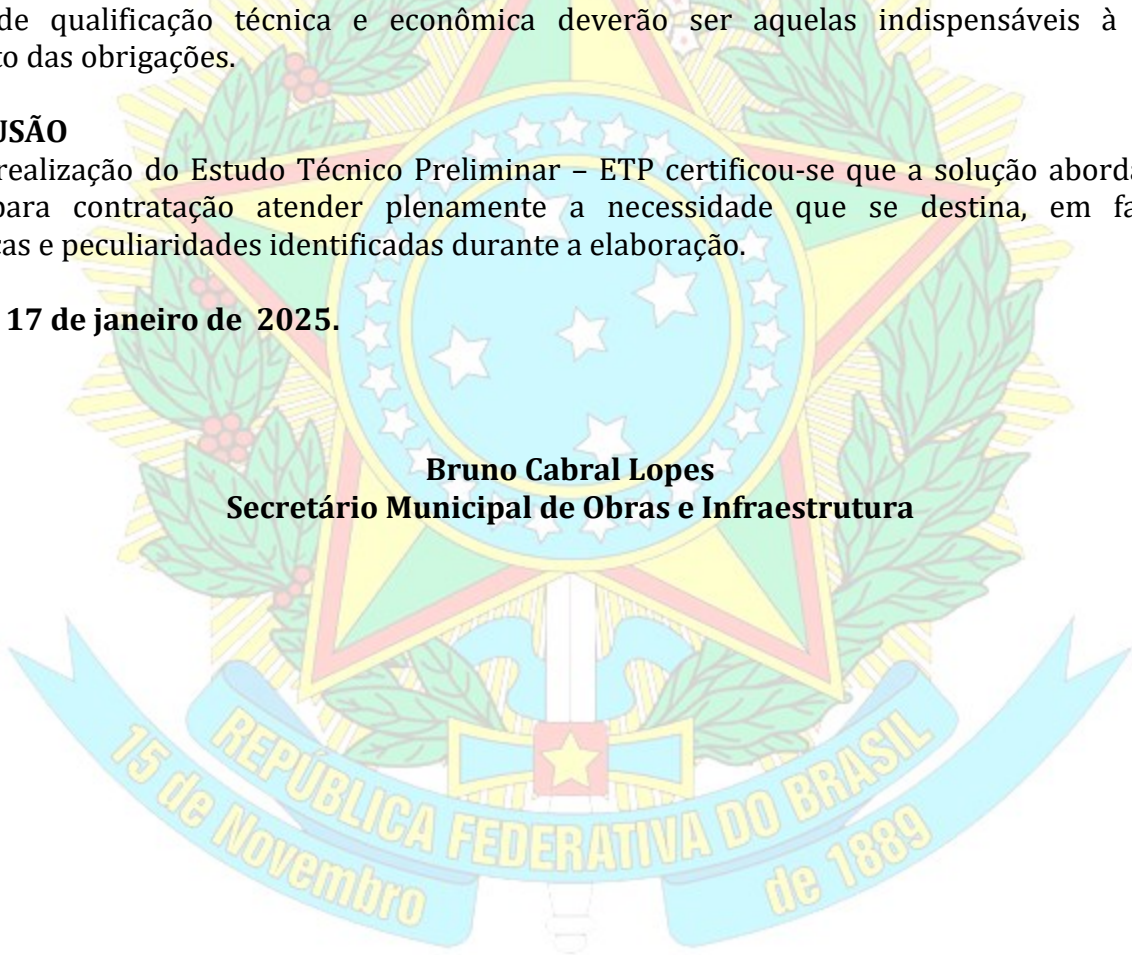 de qualificação técnica e econômica deverão ser aquelas indispensáveis à
to das obrigações.
USÃO
realização do Estudo Técnico Preliminar – ETP certificou-se que a solução aborda
para contratação atender plenamente a necessidade que se destina, em fa
cas e peculiaridades identificadas durante a elaboração.
17 de janeiro de 2025.
Bruno Cabral Lopes
Secretário Municipal de Obras e Infraestrutura
REPÚBLICA FEDERATIVA DO BRASIL
15 de Novembro de 1889